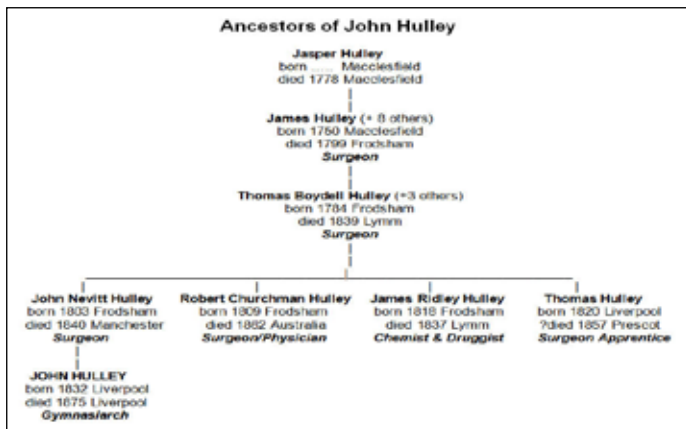 Ancestors of John Hulley
Jasper Hulley
born ...... Macclesfield
died 1778 Macclesfield
James Hulley (+ 8 others)
born 1750 Macclesfield
died 1799 Frodsham
Surgeon
Thomas Boydell Hulley (+3 others)
born 1784 Frodsham
died 1839 Lymm
Surgeon
John Nevitt Hulley
born 1803 Frodsham
died 1840 Manchester
Surgeon
Robert Churchman Hulley
born 1809 Frodsham
died 1882 Australia
Surgeon/Physician
James Ridley Hulley
born 1818 Frodsham
died 1837 Lymm
Chemist & Druggist
Thomas Hulley
born 1820 Liverpool
?died 1857 Prescot
Surgeon Apprentice
JOHN HULLEY
born 1832 Liverpool
died 1875 Liverpool
Gymnasiarch